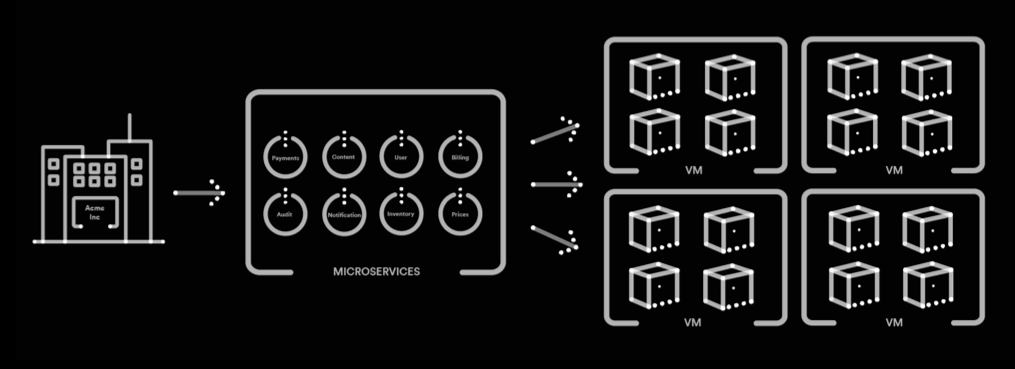 Acme
Inc
Payments
Content
User
Billing
Audit
Notification
Inventory
Prices
MICROSERVICES
VM
VM
VM
VM